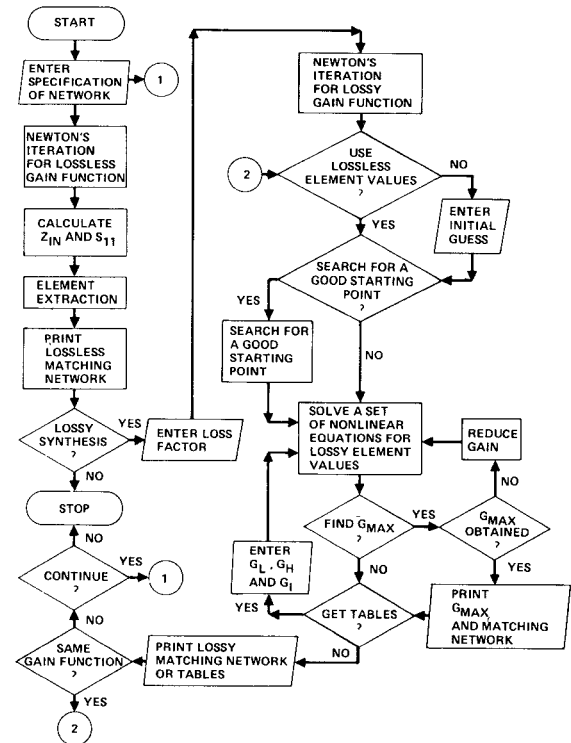 START
ENTER
SPECIFICATION
OF NETWORK
1
NEWTON'S
ITERATION
FOR LOSSLESS
GAIN FUNCTION
CALCULATE
Z_IN AND S_11
ELEMENT
EXTRACTION
PRINT
LOSSLESS
MATCHING
NETWORK
LOSSY
SYNTHESIS
?
YES
NO
ENTER LOSS
FACTOR
STOP
NO
CONTINUE
?
YES
1
NO
SAME
GAIN FUNCTION
?
YES
2
NEWTON'S
ITERATION
FOR LOSSY
GAIN FUNCTION
2
USE
LOSSLESS
ELEMENT VALUES
?
NO
YES
ENTER
INITIAL
GUESS
SEARCH FOR A
GOOD STARTING
POINT
?
YES
NO
SEARCH FOR
A GOOD
STARTING
POINT
SOLVE A SET
OF NONLINEAR
EQUATIONS FOR
LOSSY ELEMENT
VALUES
REDUCE
GAIN
NO
FIND G_MAX
?
YES
NO
G_MAX
OBTAINED
?
YES
PRINT
G_MAX,
AND MATCHING
NETWORK
ENTER
G_L, G_H
AND G_I
YES
GET TABLES
?
NO
PRINT LOSSY
MATCHING NETWORK
OR TABLES